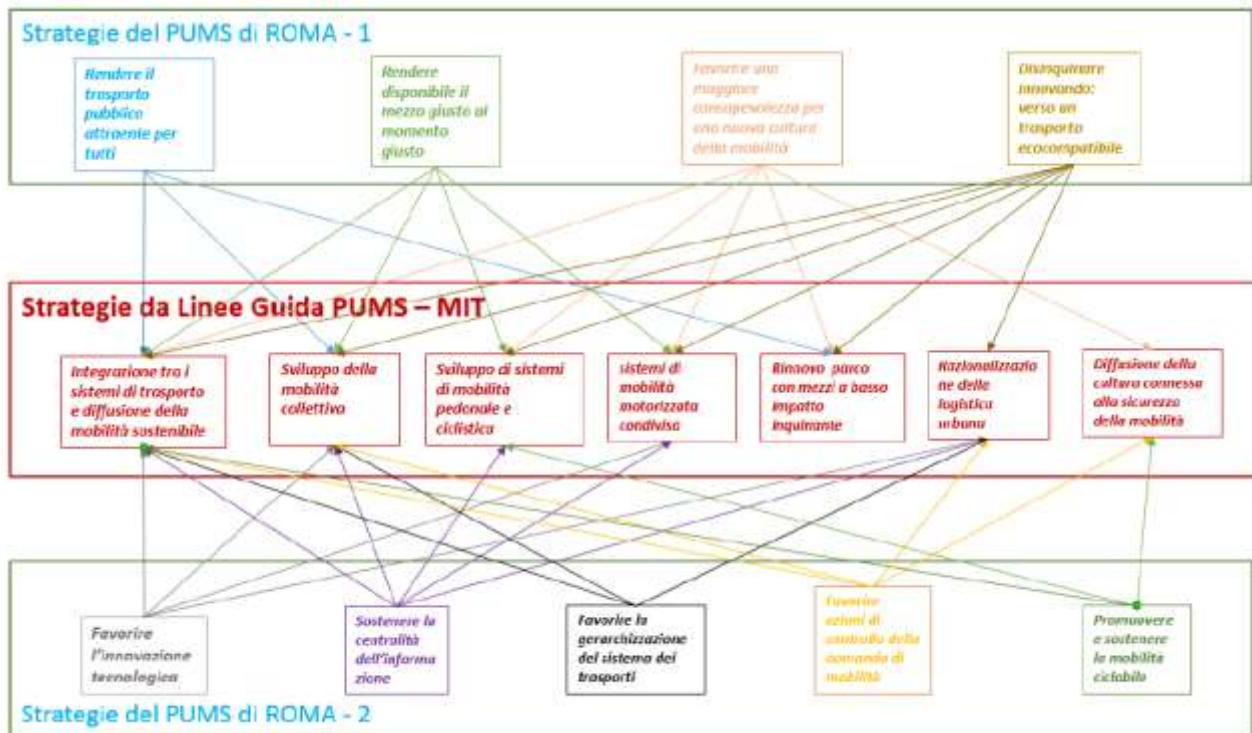 Strategie del PUMS di ROMA - 1
Rendere il
trasporto
pubblico
attraente per
tutti
Rendere
disponibile il
mezzo giusto al
momento
giusto
Favorire una
maggiore
consapevolezza per
una nuova cultura
della mobilità
Disinquinare
innovando:
verso un
trasporto
ecocompatibile
Strategie da Linee Guida PUMS – MIT
Integrazione tra i
sistemi di trasporto
e diffusione della
mobilità sostenibile
Sviluppo della
mobilità
collettiva
Sviluppo di sistemi
di mobilità
pedonale e
ciclistica
sistemi di
mobilità
motorizzata
condivisa
Rinnovo parco
con mezzi a basso
impatto
inquinante
Razionalizzazio
ne della
logistica
urbana
Diffusione della
cultura connessa
alla sicurezza
della mobilità
Favorire
l'innovazione
tecnologica
Sostenere la
centralità
dell'informa
zione
Favorire la
gerarchizzazione
del sistema dei
trasporti
Favorire
azioni di
controllo della
domanda di
mobilità
Promuovere
e sostenere
la mobilità
ciclabile
Strategie del PUMS di ROMA - 2